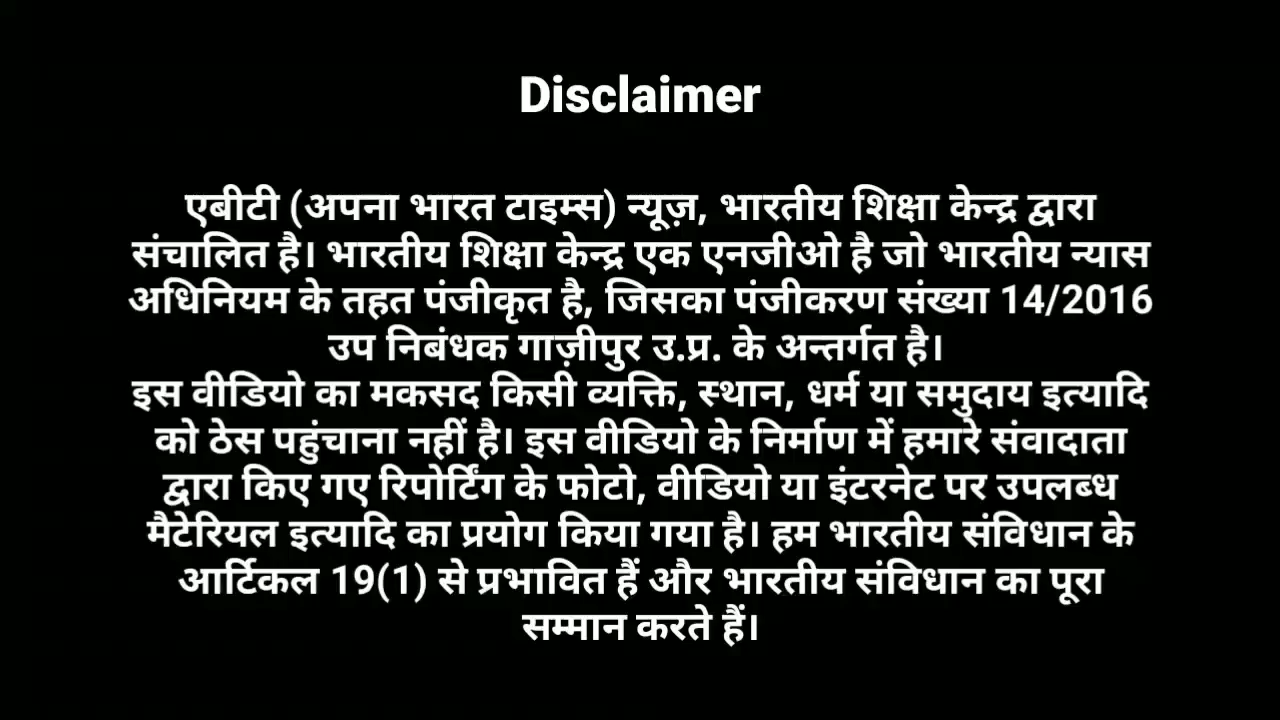 Disclaimer
एबीटी (अपना भारत टाइम्स) न्यूज़, भारतीय शिक्षा केन्द्र द्वारा
संचालित है। भारतीय शिक्षा केन्द्र एक एनजीओ है जो भारतीय न्यास
अधिनियम के तहत पंजीकृत है, जिसका पंजीकरण संख्या 14/2016
उप निबंधक गाज़ीपुर उ.प्र. के अन्तर्गत है।
इस वीडियो का मकसद किसी व्यक्ति, स्थान, धर्म या समुदाय इत्यादि
को ठेस पहुंचाना नहीं है। इस वीडियो के निर्माण में हमारे संवादाता
द्वारा किए गए रिपोर्टिंग के फोटो, वीडियो या इंटरनेट पर उपलब्ध
मैटेरियल इत्यादि का प्रयोग किया गया है। हम भारतीय संविधान के
आर्टिकल 19(1) से प्रभावित हैं और भारतीय संविधान का पूरा
सम्मान करते हैं।